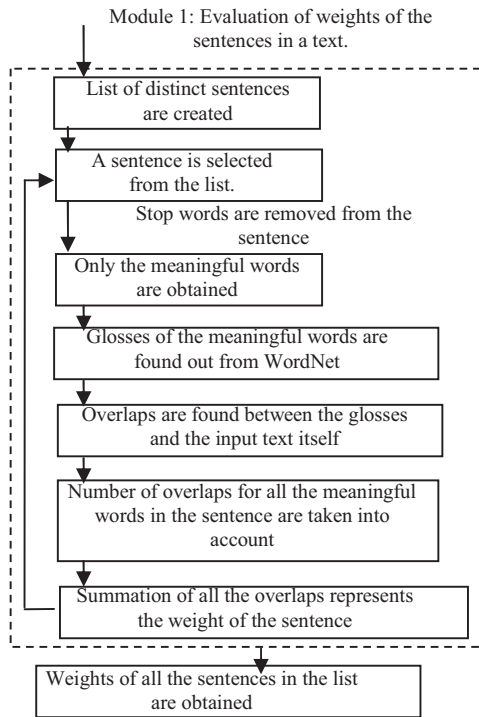 Module 1: Evaluation of weights of the
sentences in a text.
List of distinct sentences
are created
A sentence is selected
from the list.
Stop words are removed from the
sentence
Only the meaningful words
are obtained
Glosses of the meaningful words are
found out from WordNet
Overlaps are found between the glosses
and the input text itself
Number of overlaps for all the meaningful
words in the sentence are taken into
account
Summation of all the overlaps represents
the weight of the sentence
Weights of all the sentences in the list
are obtained